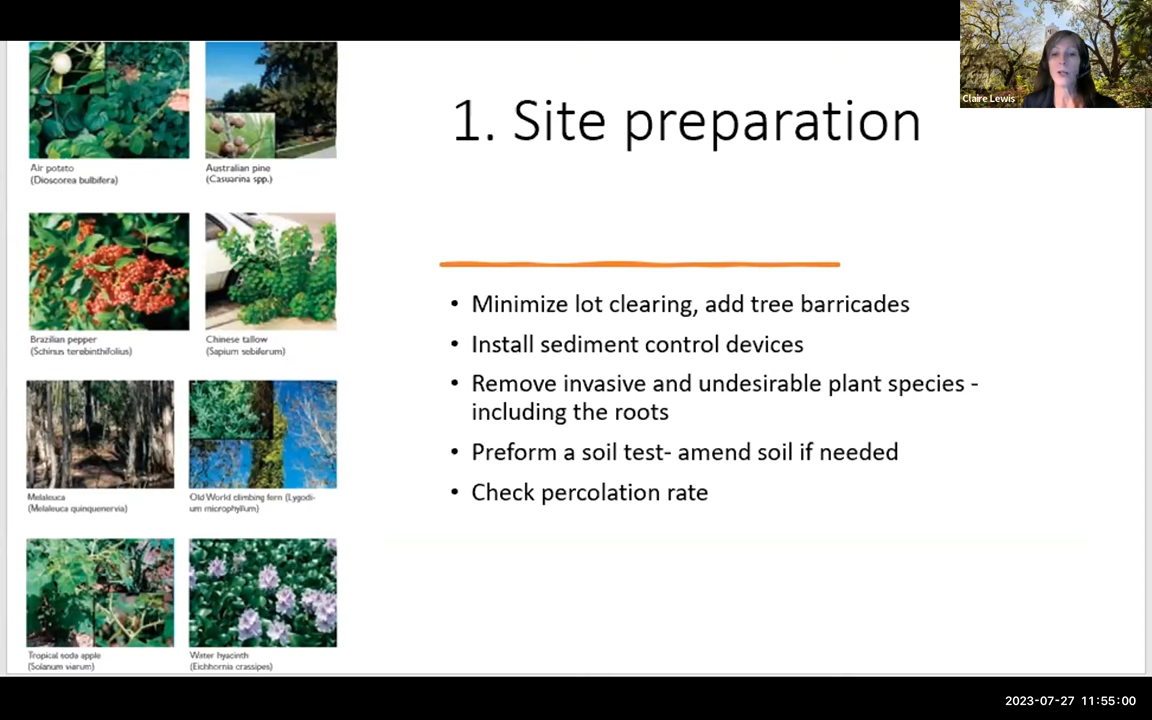 Claire Lewis
1. Site preparation
• Minimize lot clearing, add tree barricades
• Install sediment control devices
• Remove invasive and undesirable plant species -
including the roots
• Preform a soil test- amend soil if needed
• Check percolation rate
Air potato
(Dioscorea bulbifera)
Australian pine
(Casuarina spp.)
Brazilian pepper
(Schinus terebinthifolius)
Chinese tallow
(Sapium sebiferum)
Melaleuca
(Melaleuca quinquenervia)
Old World climbing fern (Lygodi-
um microphyllum)
Tropical soda apple
(Solanum viarum)
Water hyacinth
(Eichhornia crassipes)
2023-07-27 11:55:00